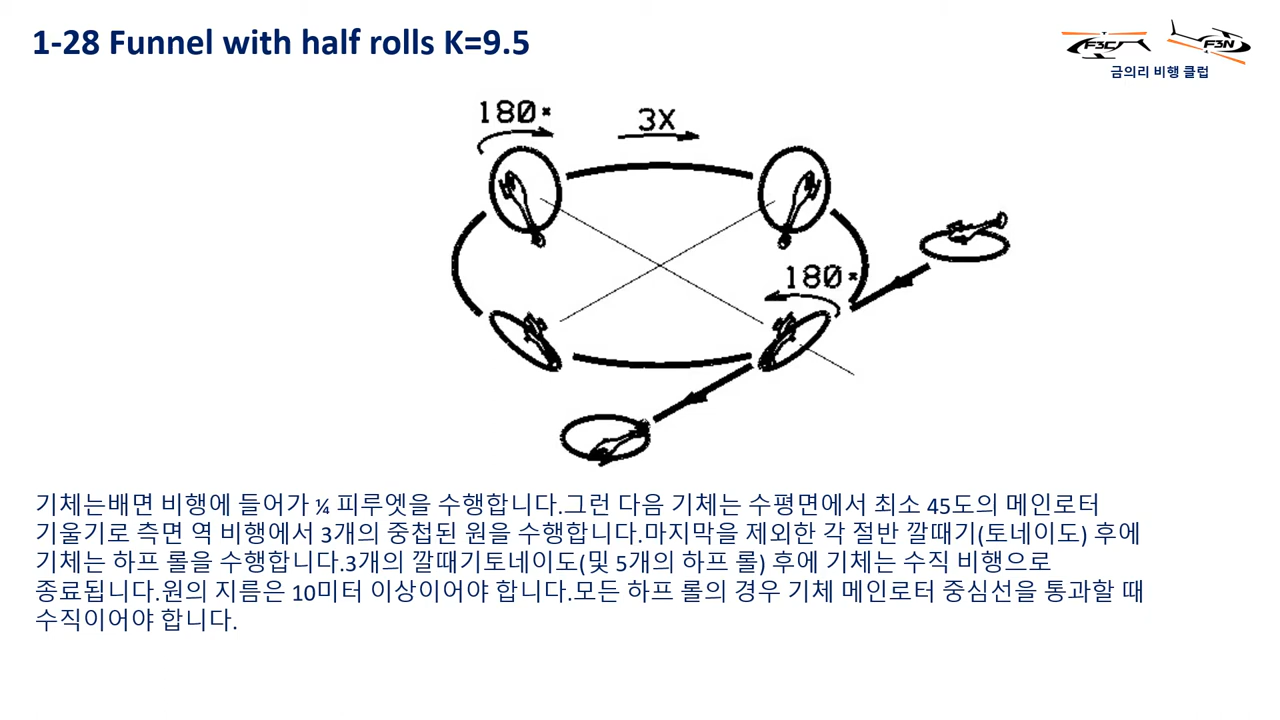 1-28 Funnel with half rolls K=9.5
F3C
F3N
금의리 비행 클럽
180°
3X
180°
기체는배면 비행에 들어가 ¼ 피루엣을 수행합니다.그런 다음 기체는 수평면에서 최소 45도의 메인로터
기울기로 측면 역 비행에서 3개의 중첩된 원을 수행합니다.마지막을 제외한 각 절반 깔때기(토네이도) 후에
기체는 하프 롤을 수행합니다.3개의 깔때기토네이도(및 5개의 하프 롤) 후에 기체는 수직 비행으로
종료됩니다.원의 지름은 10미터 이상이어야 합니다.모든 하프 롤의 경우 기체 메인로터 중심선을 통과할 때
수직이어야 합니다.